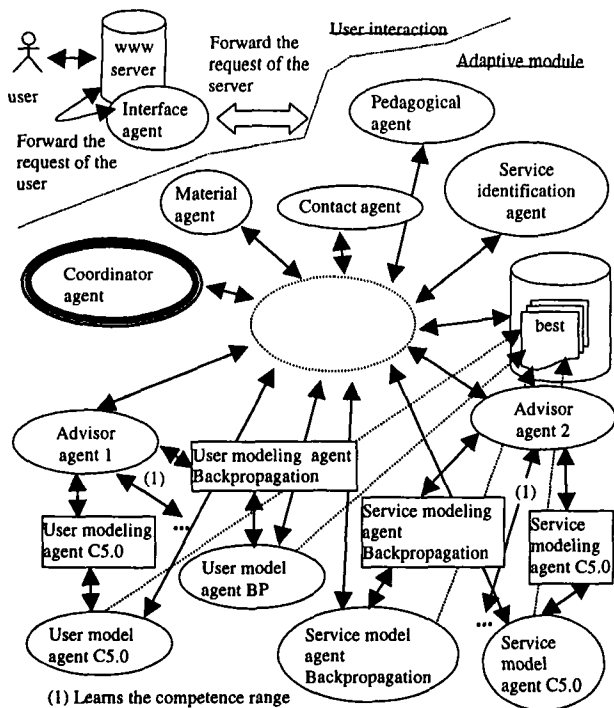 www
server
user
Interface
agent
Forward the
request of the
user
Forward the
request of the
server
User interaction
Adaptive module
Pedagogical
agent
Material
agent
Contact agent
Service
identification
agent
Coordinator
agent
best
Advisor
agent 1
(1)
...
User modeling agent
Backpropagation
Advisor
agent 2
(1)
User modeling
agent C5.0
User model
agent BP
Service modeling
agent
Backpropagation
Service
modeling
agent C5.0
...
User model
agent C5.0
Service model
agent
Backpropagation
Service
model
agent C5.0
(1) Learns the competence range